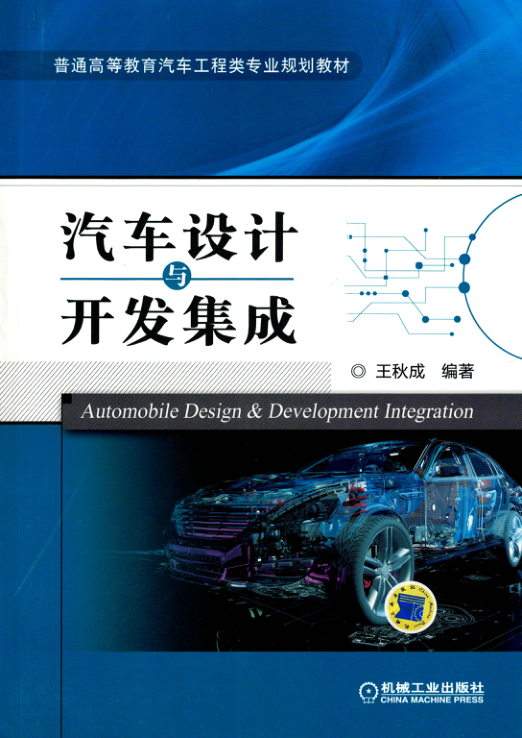 普通高等教育汽车工程类专业规划教材
汽车设计
与
开发集成
◎ 王秋成 编著
Automobile Design & Development Integration
机械工业出版社
CHINA MACHINE PRESS